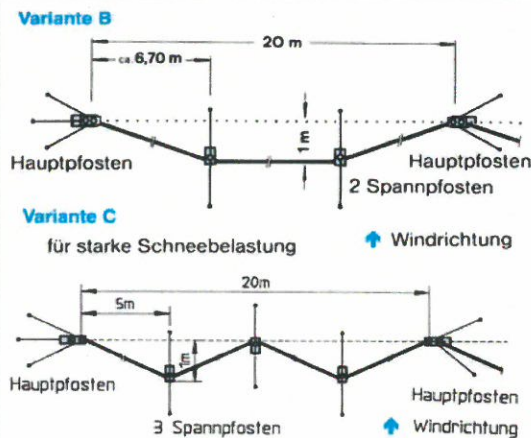 Variante B
20 m
ca. 6,70 m
1 m
Hauptpfosten
Hauptpfosten
2 Spannpfosten
Variante C
für starke Schneebelastung
Windrichtung
20m
5m
1m
Hauptpfosten
Hauptpfosten
3 Spannpfosten
Windrichtung